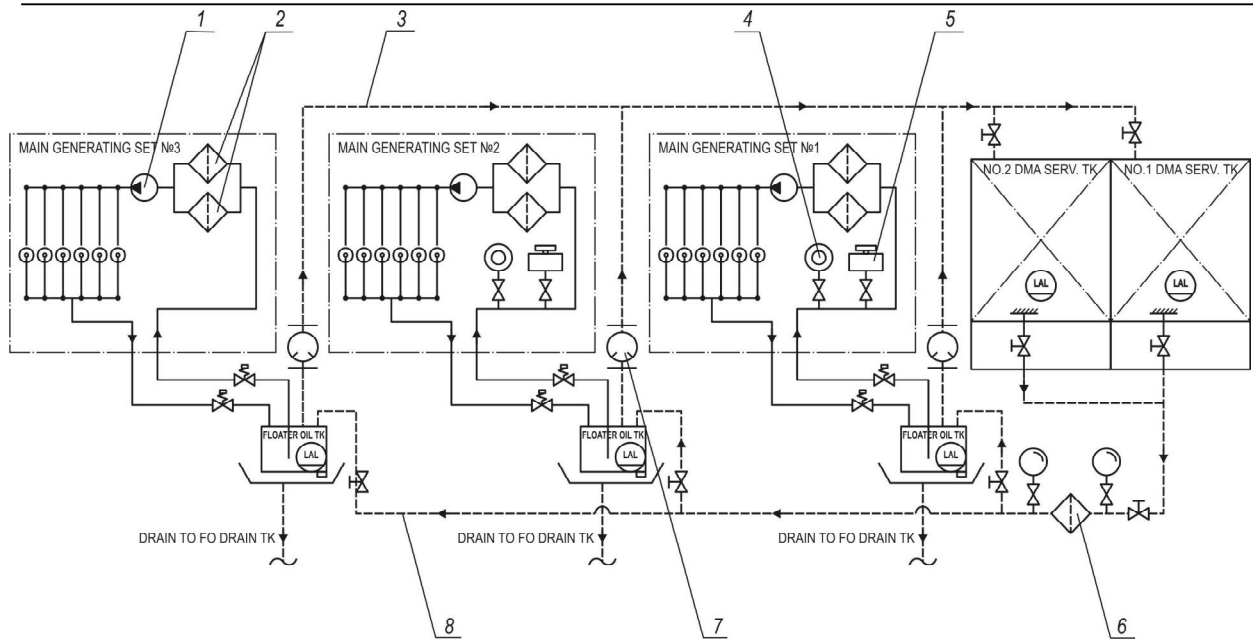 1 2 3 4 5
MAIN GENERATING SET №3
MAIN GENERATING SET №2
MAIN GENERATING SET №1
NO.2 DMA SERV. TK
NO.1 DMA SERV. TK
LAL
LAL
FLOATER OIL TK
LAL
FLOATER OIL TK
LAL
FLOATER OIL TK
LAL
DRAIN TO FO DRAIN TK
DRAIN TO FO DRAIN TK
DRAIN TO FO DRAIN TK
8 7 6